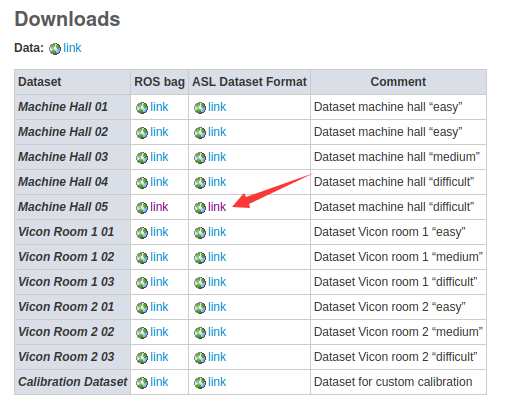 Downloads
Data: link
Dataset ROS bag ASL Dataset Format Comment
Machine Hall 01 link link Dataset machine hall “easy”
Machine Hall 02 link link Dataset machine hall “easy”
Machine Hall 03 link link Dataset machine hall “medium”
Machine Hall 04 link link Dataset machine hall “difficult”
Machine Hall 05 link link Dataset machine hall “difficult”
Vicon Room 1 01 link link Dataset Vicon room 1 “easy”
Vicon Room 1 02 link link Dataset Vicon room 1 “medium”
Vicon Room 1 03 link link Dataset Vicon room 1 “difficult”
Vicon Room 2 01 link link Dataset Vicon room 2 “easy”
Vicon Room 2 02 link link Dataset Vicon room 2 “medium”
Vicon Room 2 03 link link Dataset Vicon room 2 “difficult”
Calibration Dataset link link Dataset for custom calibration